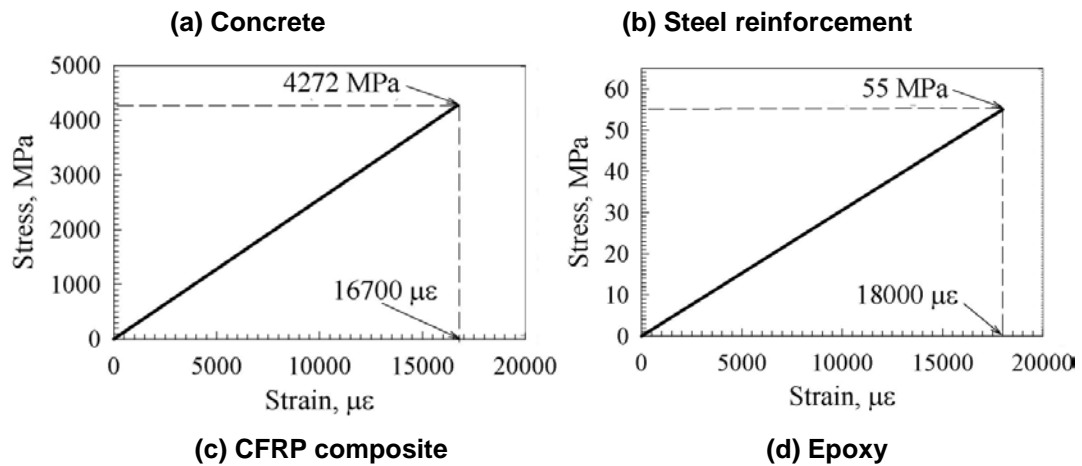 (a) Concrete
(b) Steel reinforcement
5000
4000
3000
2000
1000
0
Stress, MPa
4272 MPa
16700 µε
0
5000
10000
15000
20000
Strain, µε
(c) CFRP composite
60
50
40
30
20
10
0
Stress, MPa
55 MPa
18000 µε
0
5000
10000
15000
20000
Strain, µε
(d) Epoxy